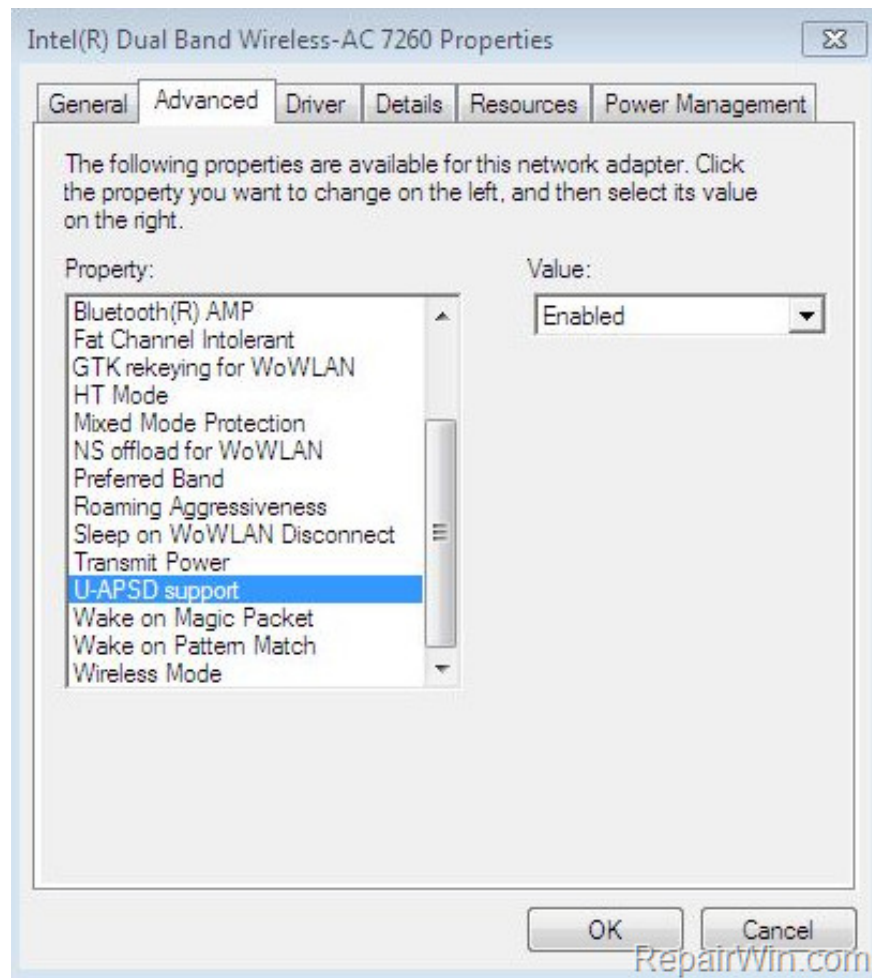 Intel(R) Dual Band Wireless-AC 7260 Properties
General Advanced Driver Details Resources Power Management
The following properties are available for this network adapter. Click
the property you want to change on the left, and then select its value
on the right.
Property:
Value:
Bluetooth(R) AMP
Fat Channel Intolerant
GTK rekeying for WoWLAN
HT Mode
Mixed Mode Protection
NS offload for WoWLAN
Preferred Band
Roaming Aggressiveness
Sleep on WoWLAN Disconnect
Transmit Power
U-APSD support
Wake on Magic Packet
Wake on Pattern Match
Wireless Mode
Enabled
OK
Cancel
RepairWin.com